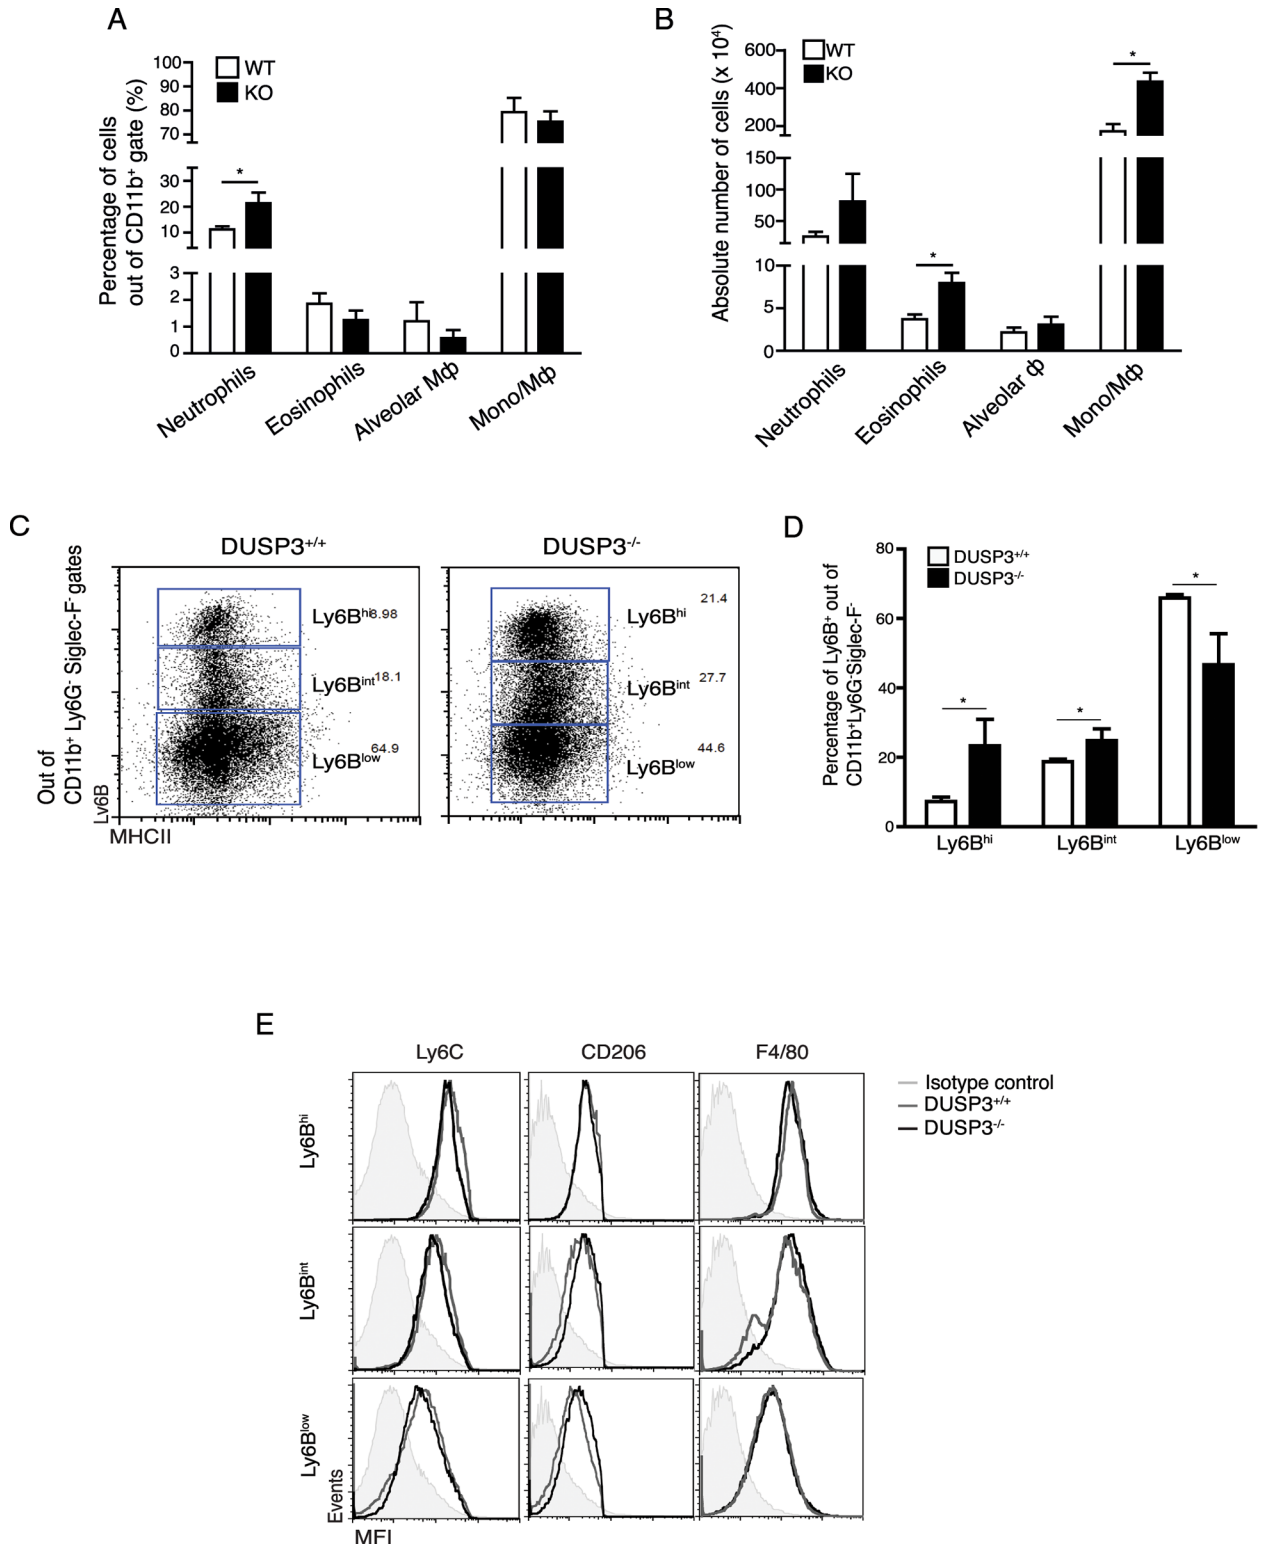 A
Percentage of cells
out of CD11b⁺ gate (%)
100
90
80
70
30
20
10
3
2
1
0
WT
KO
*
Neutrophils
Eosinophils
Alveolar Mф
Mono/Mф
B
Absolute number of cells (x 10⁴)
600
400
200
150
100
50
10
5
0
WT
KO
*
*
Neutrophils
Eosinophils
Alveolar ф
Mono/Mф
C
Out of
CD11b⁺ Ly6G⁻ Siglec-F⁻gates
DUSP3⁺/⁺
DUSP3⁻/⁻
Ly6Bʰⁱ 8.98
Ly6Bⁱⁿᵗ 18.1
Ly6Bˡᵒʷ 64.9
Ly6Bʰⁱ 21.4
Ly6Bⁱⁿᵗ 27.7
Ly6Bˡᵒʷ 44.6
Ly6B
MHCII
D
Percentage of Ly6B⁺ out of
CD11b⁺Ly6G⁻Siglec-F⁻
80
60
40
20
0
DUSP3⁺/⁺
DUSP3⁻/⁻
*
*
*
Ly6Bʰⁱ
Ly6Bⁱⁿᵗ
Ly6Bˡᵒʷ
E
Ly6C
CD206
F4/80
Isotype control
DUSP3⁺/⁺
DUSP3⁻/⁻
Ly6Bʰⁱ
Ly6Bⁱⁿᵗ
Ly6Bˡᵒʷ
Events
MFI